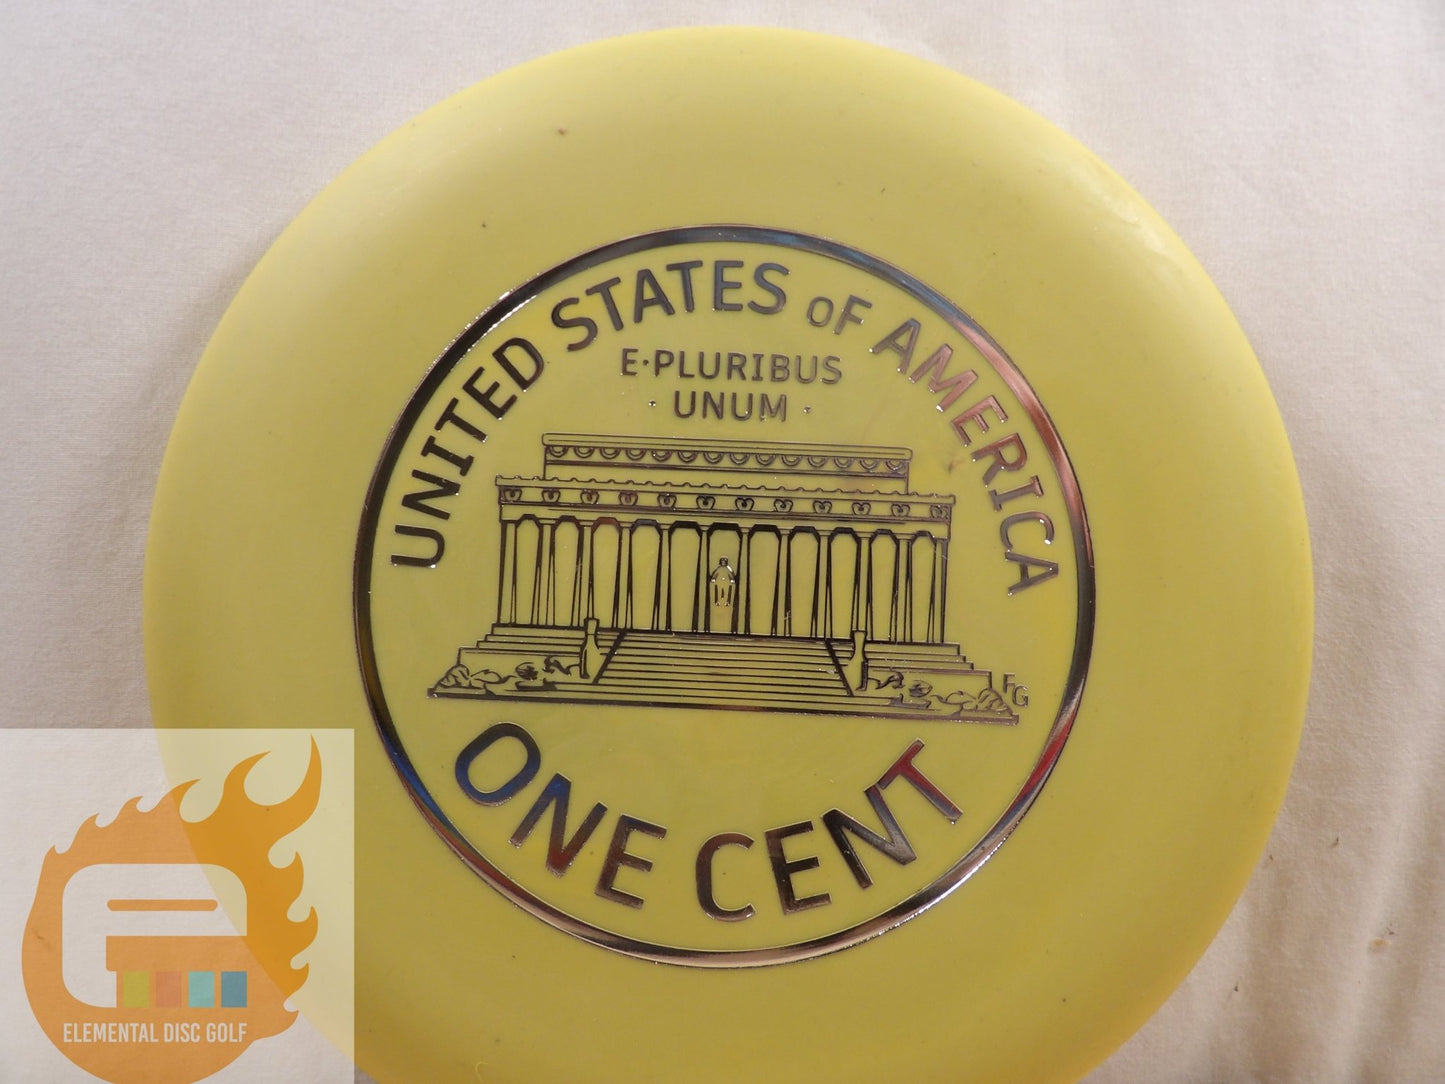 UNITED STATES OF AMERICA
E·PLURIBUS
· UNUM ·
FG
ONE CENT
ELEMENTAL DISC GOLF